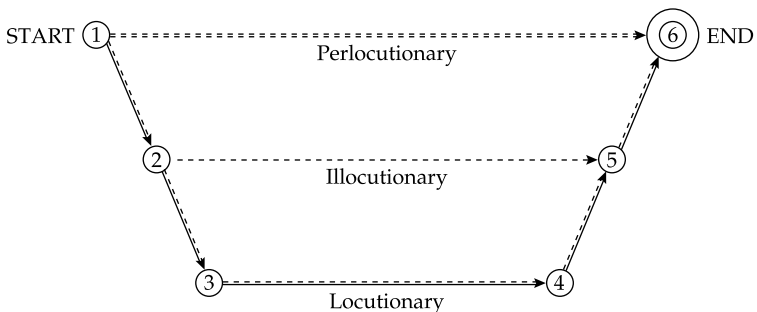 START 1 6 END
Perlocutionary
2 5
Illocutionary
3 4
Locutionary